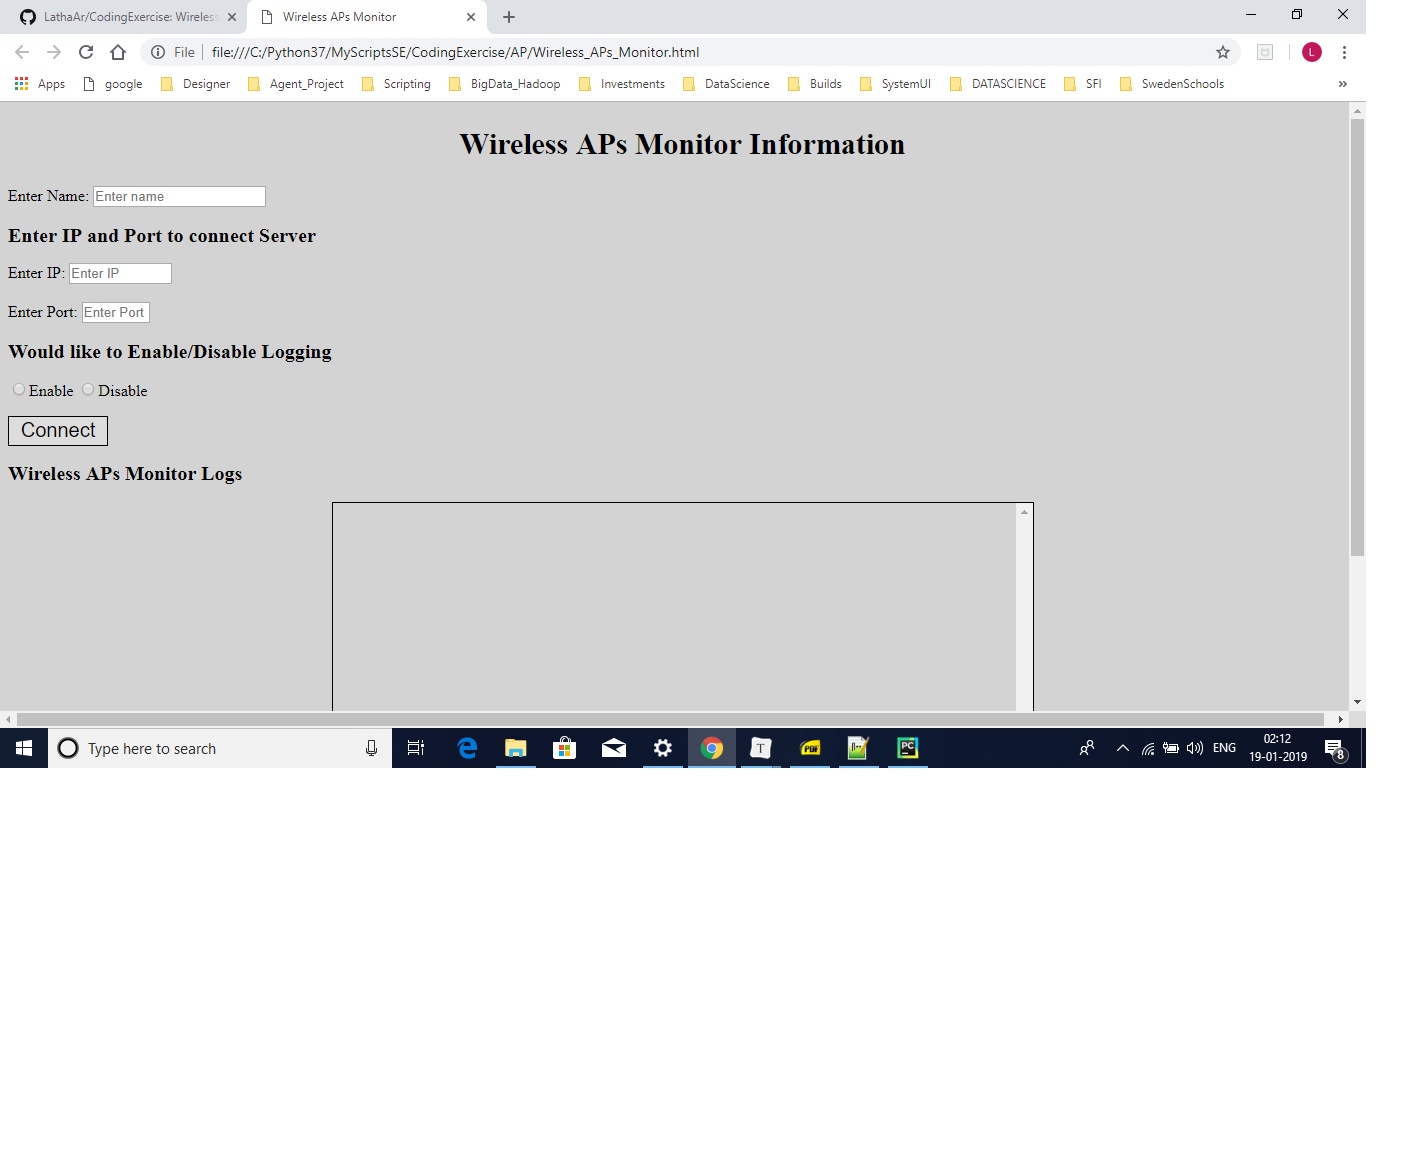 LathaAr/CodingExercise: Wireless
Wireless APs Monitor
File
file:///C:/Python37/MyScriptsSE/CodingExercise/AP/Wireless_APs_Monitor.html
L
Apps google Designer Agent_Project Scripting BigData_Hadoop Investments DataScience Builds SystemUI DATASCIENCE SFI SwedenSchools »
Wireless APs Monitor Information
Enter Name: Enter name
Enter IP and Port to connect Server
Enter IP: Enter IP
Enter Port: Enter Port
Would like to Enable/Disable Logging
Enable Disable
Connect
Wireless APs Monitor Logs
Type here to search
T
PDF
PC
ENG
02:12
19-01-2019
8